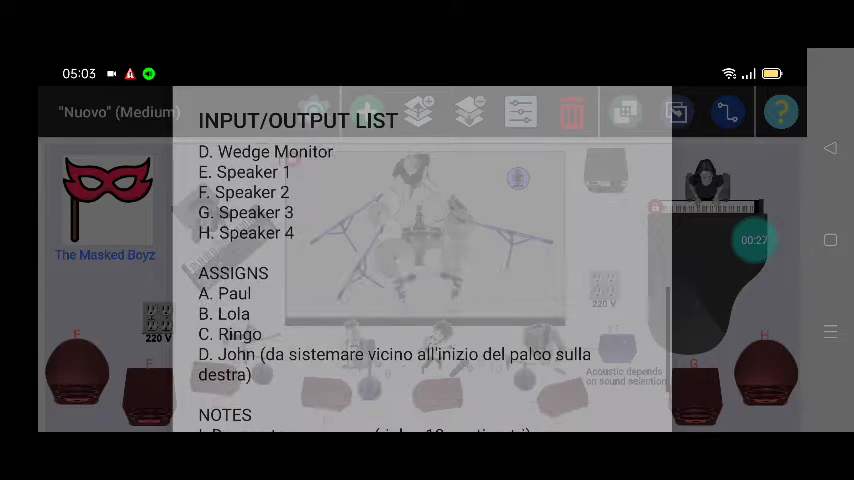 05:03
"Nuovo" (Medium)
INPUT/OUTPUT LIST
D. Wedge Monitor
E. Speaker 1
F. Speaker 2
G. Speaker 3
H. Speaker 4
ASSIGNS
A. Paul
B. Lola
C. Ringo
D. John (da sistemare vicino all'inizio del palco sulla
destra)
NOTES
The Masked Boyz
220 V
220 V
00:27
E
F
G
H
Acoustic depends
on sound selection